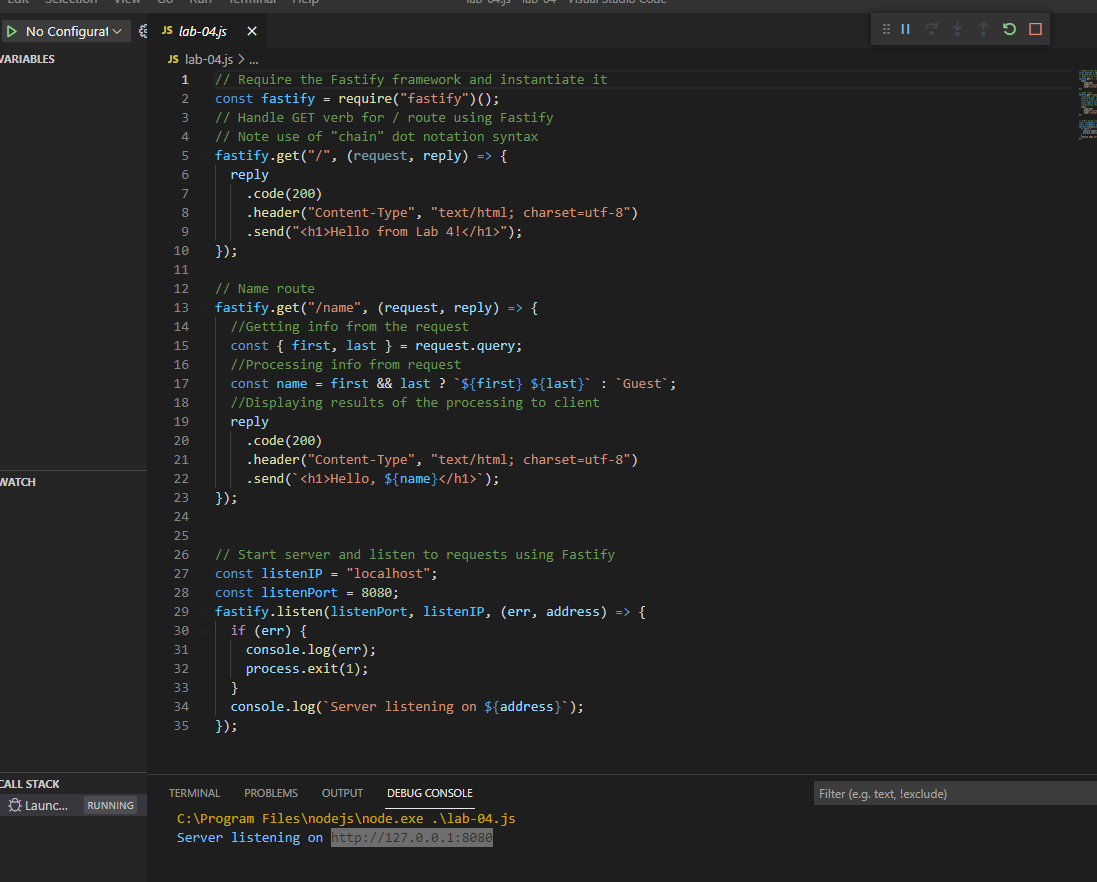 Edit Selection View Go Run Terminal Help lab-04.js - lab-04 - Visual Studio Code
No Configurat
JS lab-04.js
VARIABLES
JS lab-04.js > ...
1 // Require the Fastify framework and instantiate it
2 const fastify = require("fastify")();
3 // Handle GET verb for / route using Fastify
4 // Note use of "chain" dot notation syntax
5 fastify.get("/", (request, reply) => {
6 reply
7 .code(200)
8 .header("Content-Type", "text/html; charset=utf-8")
9 .send("<h1>Hello from Lab 4!</h1>");
10 });
11
12 // Name route
13 fastify.get("/name", (request, reply) => {
14 //Getting info from the request
15 const { first, last } = request.query;
16 //Processing info from request
17 const name = first && last ? `${first} ${last}` : `Guest`;
18 //Displaying results of the processing to client
19 reply
20 .code(200)
21 .header("Content-Type", "text/html; charset=utf-8")
22 .send(`<h1>Hello, ${name}</h1>`);
23 });
24
25
26 // Start server and listen to requests using Fastify
27 const listenIP = "localhost";
28 const listenPort = 8080;
29 fastify.listen(listenPort, listenIP, (err, address) => {
30 if (err) {
31 console.log(err);
32 process.exit(1);
33 }
34 console.log(`Server listening on ${address}`);
35 });
WATCH
CALL STACK
Launc... RUNNING
TERMINAL PROBLEMS OUTPUT DEBUG CONSOLE
Filter (e.g. text, !exclude)
C:\Program Files\nodejs\node.exe .\lab-04.js
Server listening on http://127.0.0.1:8080